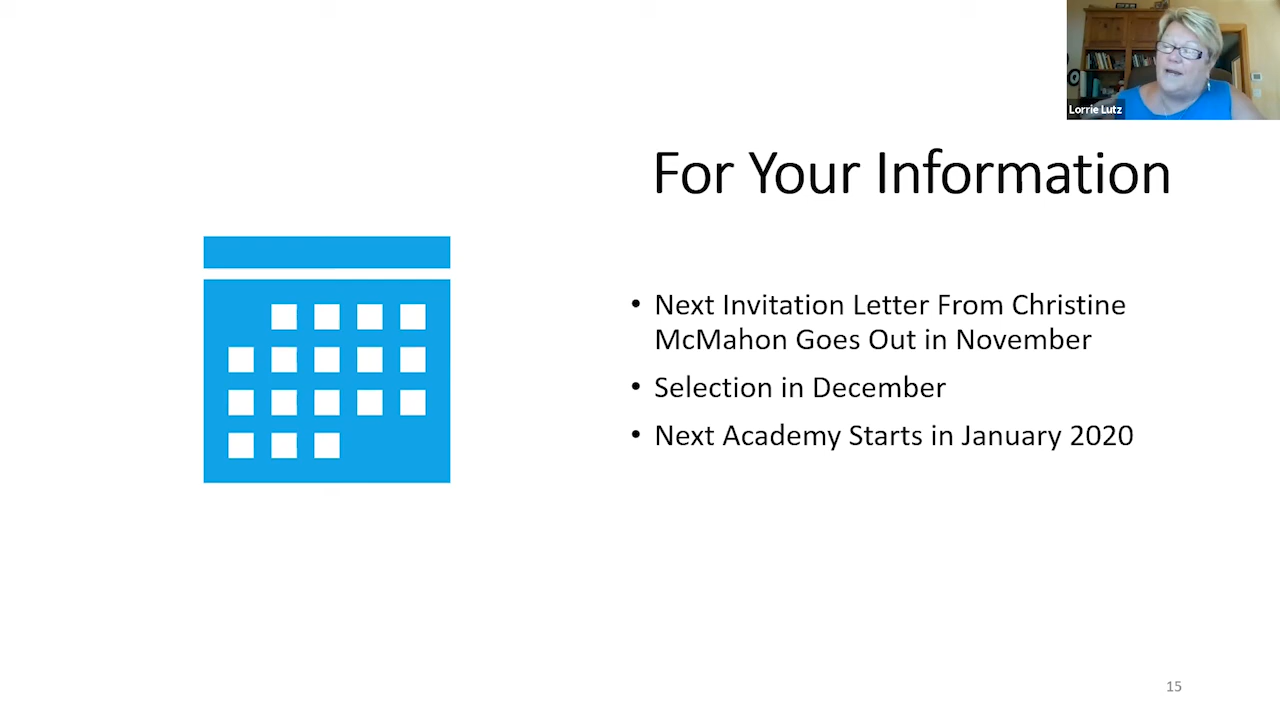 Lorrie Lutz
For Your Information
• Next Invitation Letter From Christine
McMahon Goes Out in November
• Selection in December
• Next Academy Starts in January 2020
15